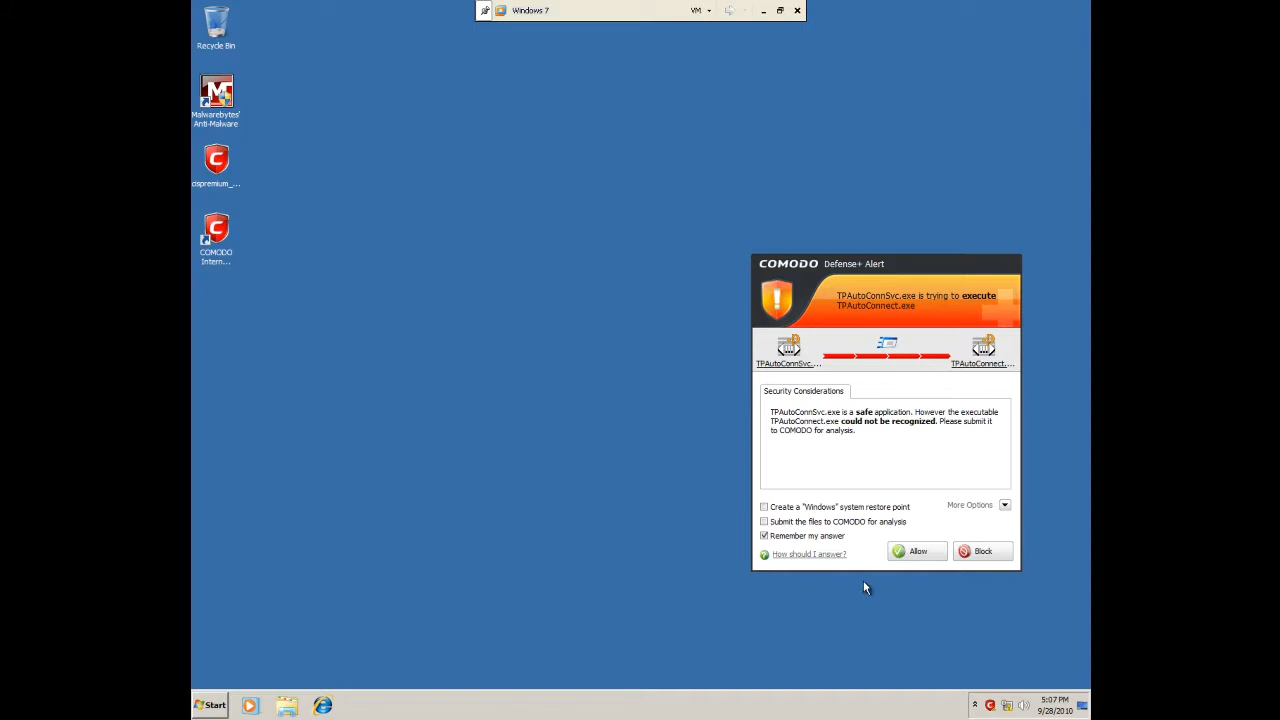 Windows 7
VM
Recycle Bin
Malwarebytes'
Anti-Malware
cispremium_...
COMODO
Intern...
COMODO Defense+ Alert
TPAutoConnSvc.exe is trying to execute
TPAutoConnect.exe
TPAutoConnSvc....
TPAutoConnect....
Security Considerations
TPAutoConnSvc.exe is a safe application. However the executable
TPAutoConnect.exe could not be recognized. Please submit it
to COMODO for analysis.
Create a "Windows" system restore point
More Options
Submit the files to COMODO for analysis
Remember my answer
How should I answer?
Allow
Block
Start
5:07 PM
9/28/2010